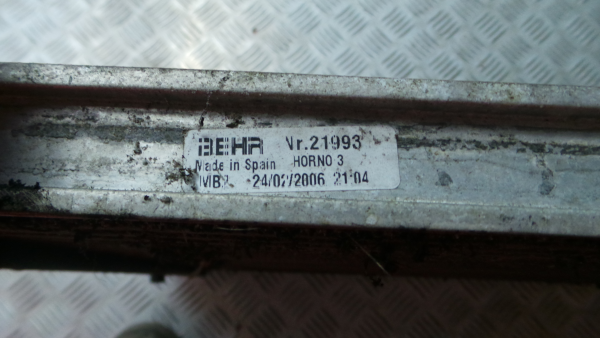 BEHR Nr.21993
Made in Spain HORNO 3
24/02/2006 21:04